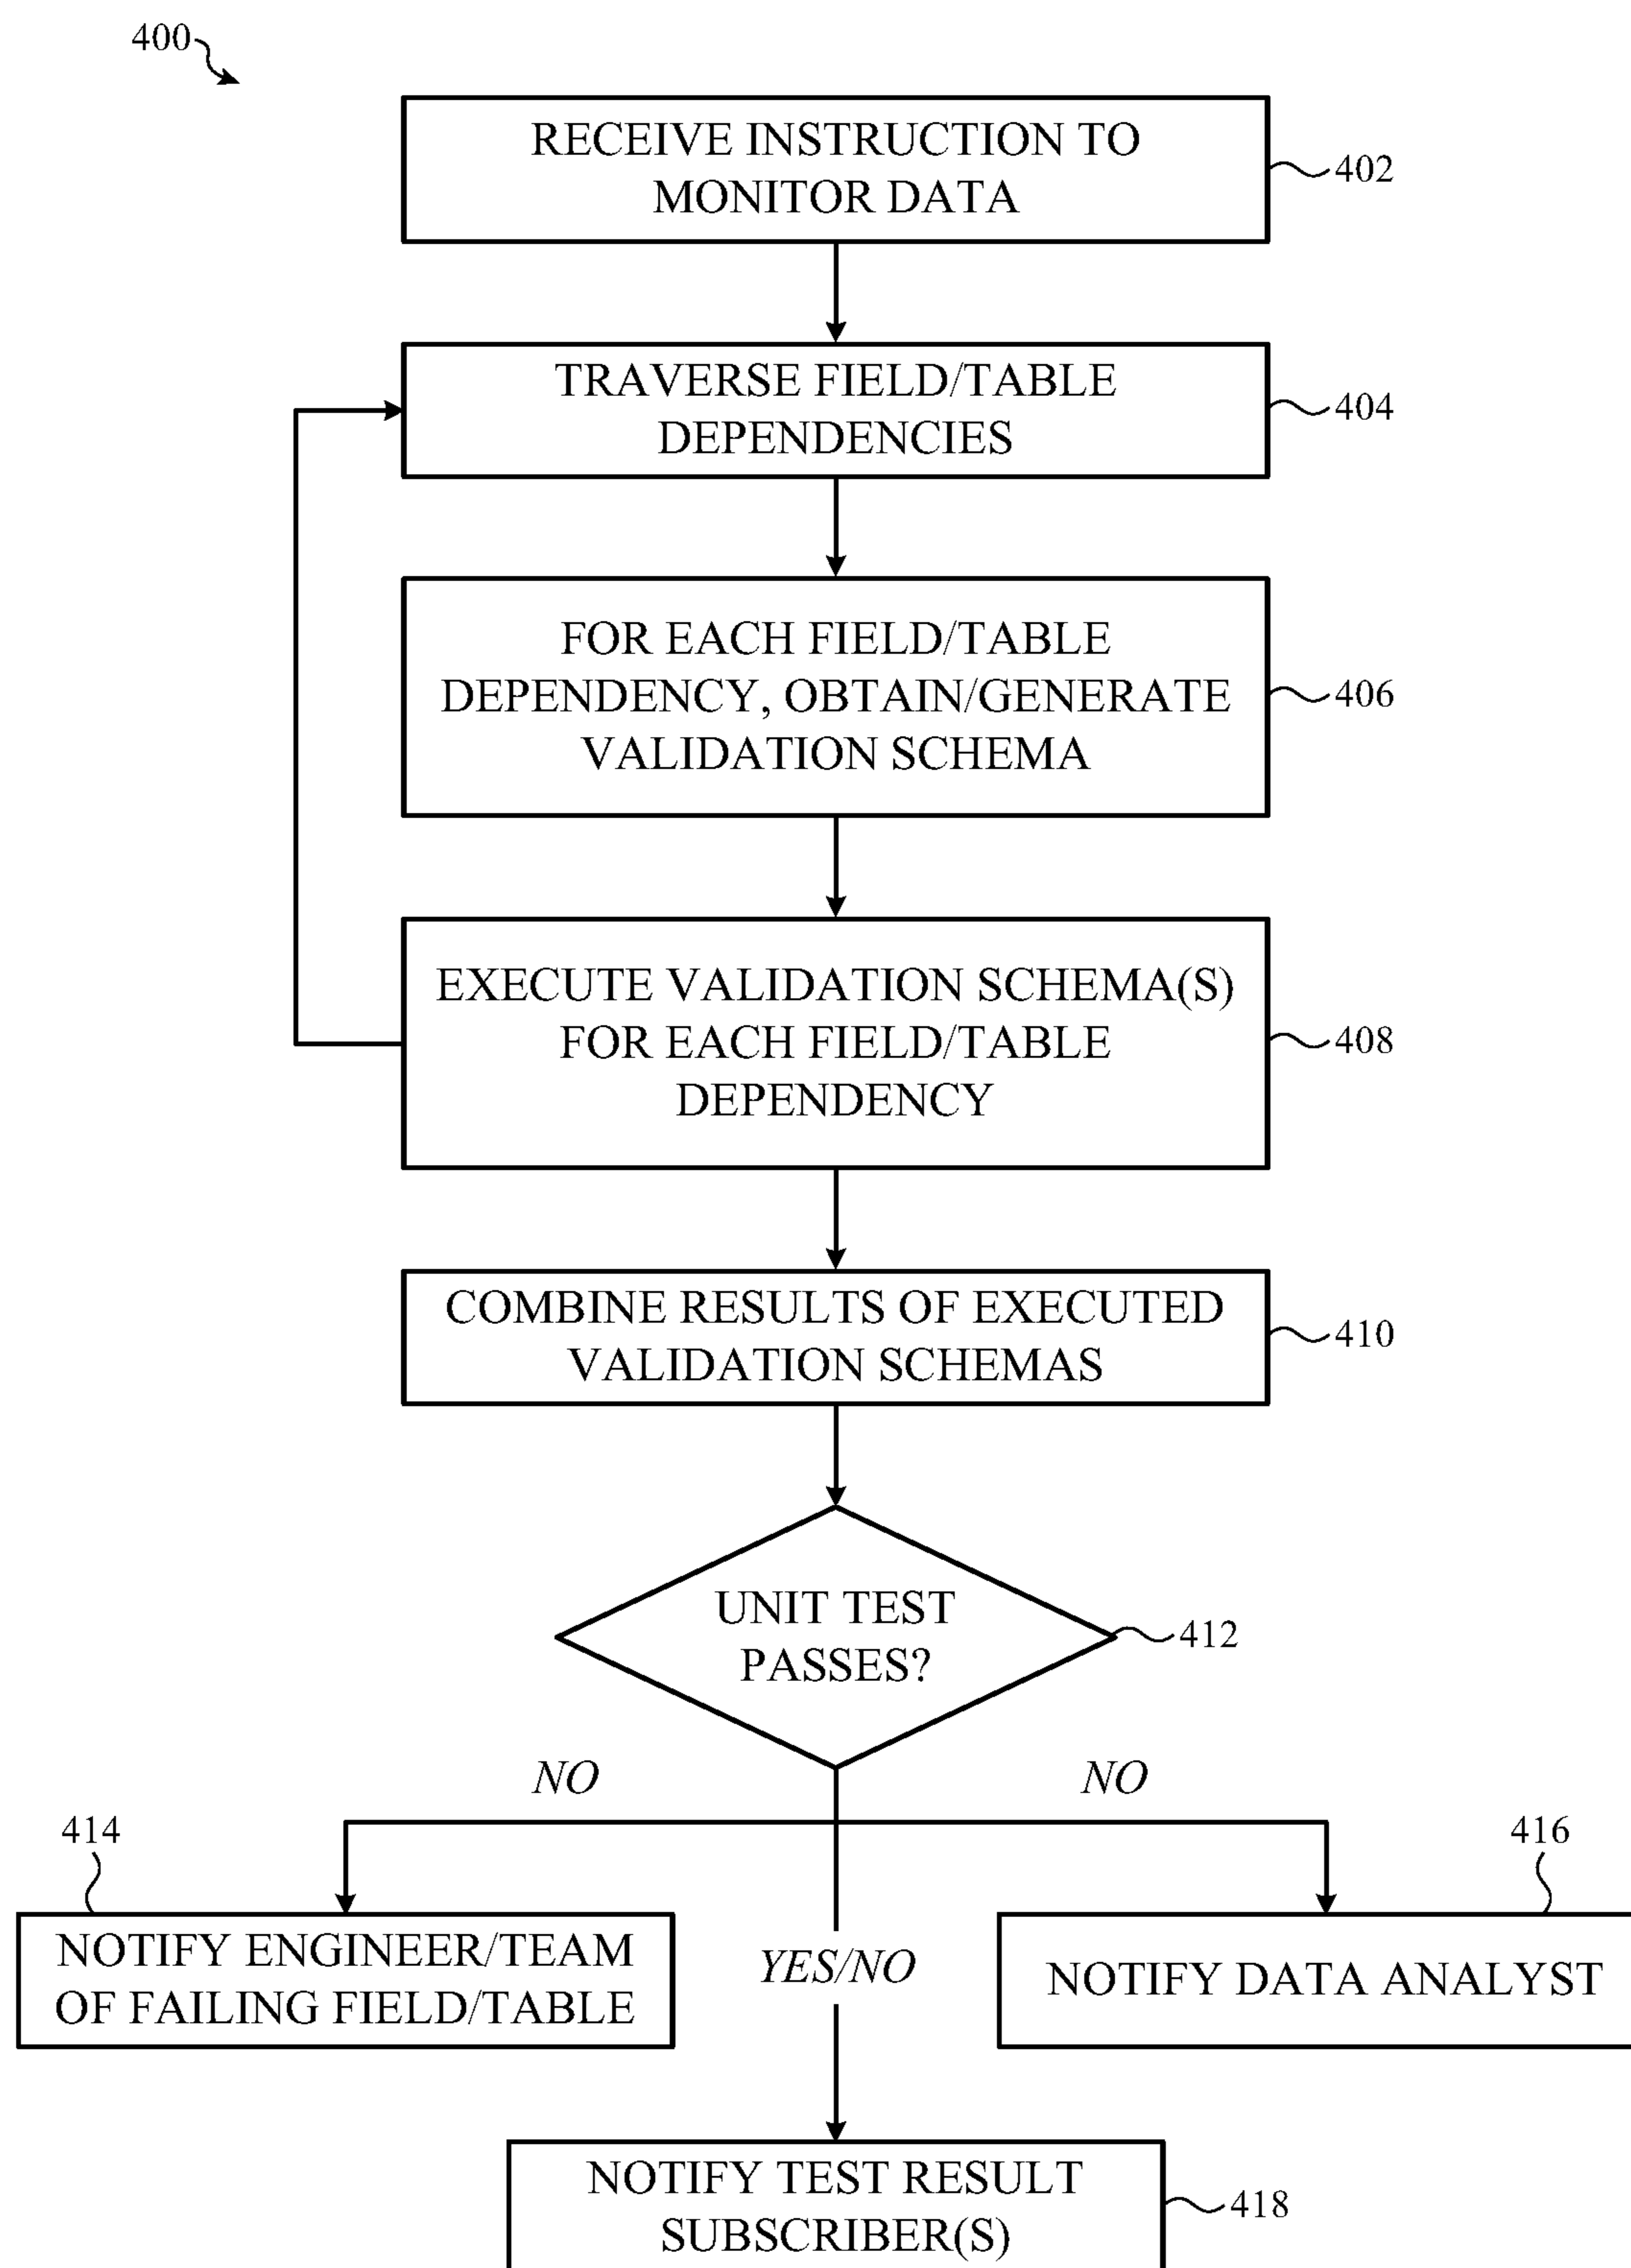 400
RECEIVE INSTRUCTION TO
MONITOR DATA
402
TRAVERSE FIELD/TABLE
DEPENDENCIES
404
FOR EACH FIELD/TABLE
DEPENDENCY, OBTAIN/GENERATE
VALIDATION SCHEMA
406
EXECUTE VALIDATION SCHEMA(S)
FOR EACH FIELD/TABLE
DEPENDENCY
408
COMBINE RESULTS OF EXECUTED
VALIDATION SCHEMAS
410
UNIT TEST
PASSES?
412
NO
NO
414
416
NOTIFY ENGINEER/TEAM
OF FAILING FIELD/TABLE
YES/NO
NOTIFY DATA ANALYST
NOTIFY TEST RESULT
SUBSCRIBER(S)
418